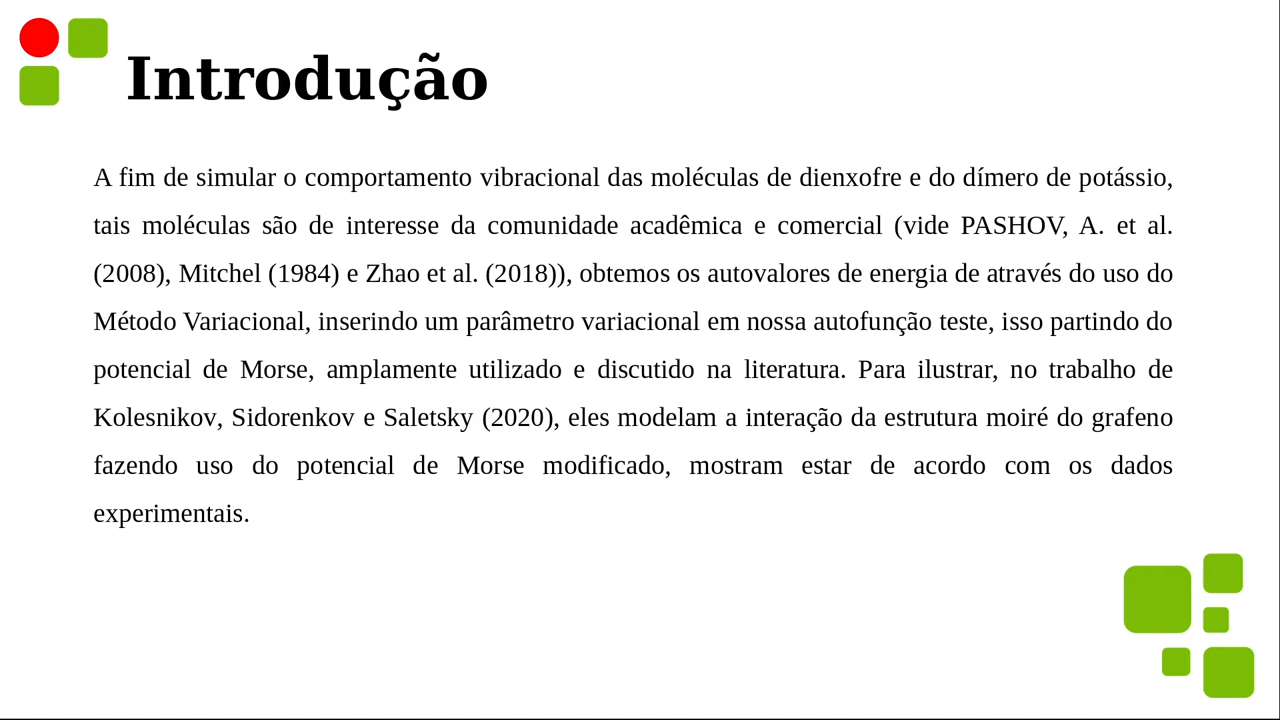 Introdução
A fim de simular o comportamento vibracional das moléculas de dienxofre e do dímero de potássio,
tais moléculas são de interesse da comunidade acadêmica e comercial (vide PASHOV, A. et al.
(2008), Mitchel (1984) e Zhao et al. (2018)), obtemos os autovalores de energia de através do uso do
Método Variacional, inserindo um parâmetro variacional em nossa autofunção teste, isso partindo do
potencial de Morse, amplamente utilizado e discutido na literatura. Para ilustrar, no trabalho de
Kolesnikov, Sidorenkov e Saletsky (2020), eles modelam a interação da estrutura moiré do grafeno
fazendo uso do potencial de Morse modificado, mostram estar de acordo com os dados
experimentais.